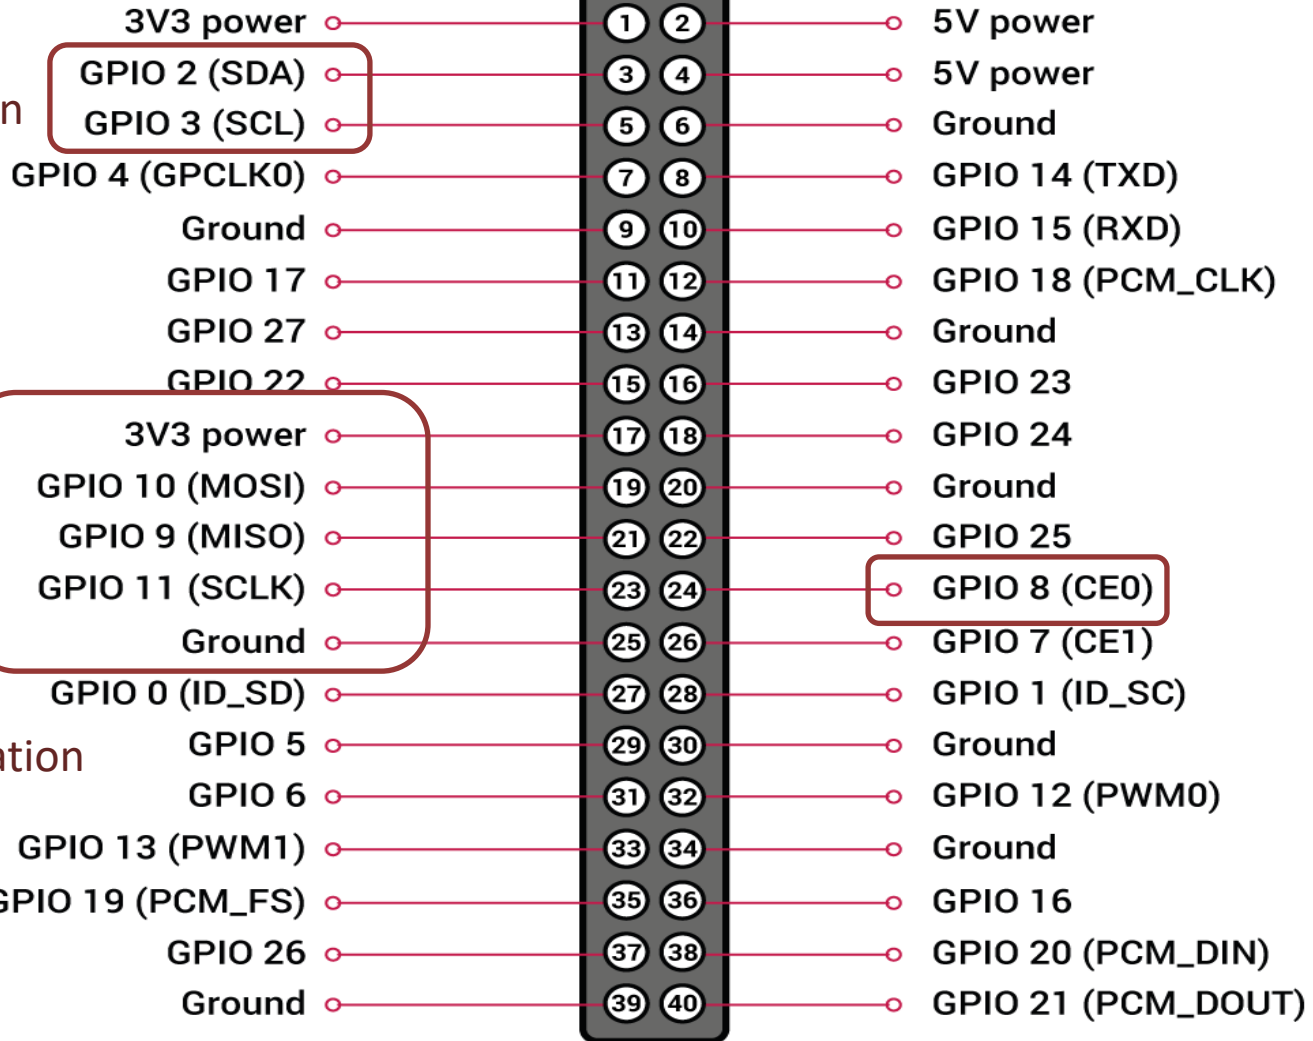 3V3 power 1 2 5V power
GPIO 2 (SDA) 3 4 5V power
n
GPIO 3 (SCL) 5 6 Ground
GPIO 4 (GPCLK0) 7 8 GPIO 14 (TXD)
Ground 9 10 GPIO 15 (RXD)
GPIO 17 11 12 GPIO 18 (PCM_CLK)
GPIO 27 13 14 Ground
GPIO 22 15 16 GPIO 23
3V3 power 17 18 GPIO 24
GPIO 10 (MOSI) 19 20 Ground
GPIO 9 (MISO) 21 22 GPIO 25
GPIO 11 (SCLK) 23 24 GPIO 8 (CE0)
Ground 25 26 GPIO 7 (CE1)
GPIO 0 (ID_SD) 27 28 GPIO 1 (ID_SC)
GPIO 5 29 30 Ground
ation
GPIO 6 31 32 GPIO 12 (PWM0)
GPIO 13 (PWM1) 33 34 Ground
GPIO 19 (PCM_FS) 35 36 GPIO 16
GPIO 26 37 38 GPIO 20 (PCM_DIN)
Ground 39 40 GPIO 21 (PCM_DOUT)